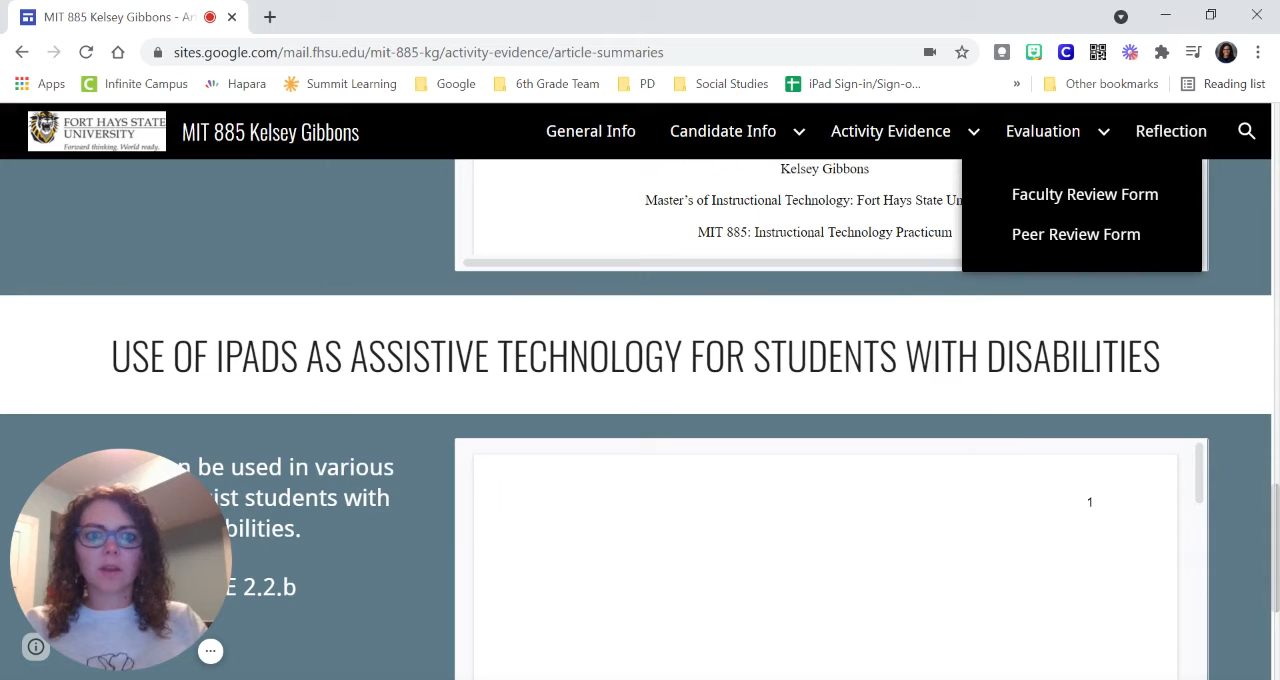 MIT 885 Kelsey Gibbons - Ar
sites.google.com/mail.fhsu.edu/mit-885-kg/activity-evidence/article-summaries
Apps Infinite Campus Hapara Summit Learning Google 6th Grade Team PD Social Studies iPad Sign-in/Sign-o... » Other bookmarks Reading list
FORT HAYS STATE
UNIVERSITY
Forward thinking. World ready.
MIT 885 Kelsey Gibbons
General Info Candidate Info Activity Evidence Evaluation Reflection
Faculty Review Form
Peer Review Form
Kelsey Gibbons
Master's of Instructional Technology: Fort Hays State Un
MIT 885: Instructional Technology Practicum
USE OF IPADS AS ASSISTIVE TECHNOLOGY FOR STUDENTS WITH DISABILITIES
n be used in various
ist students with
bilities.
E 2.2.b
1